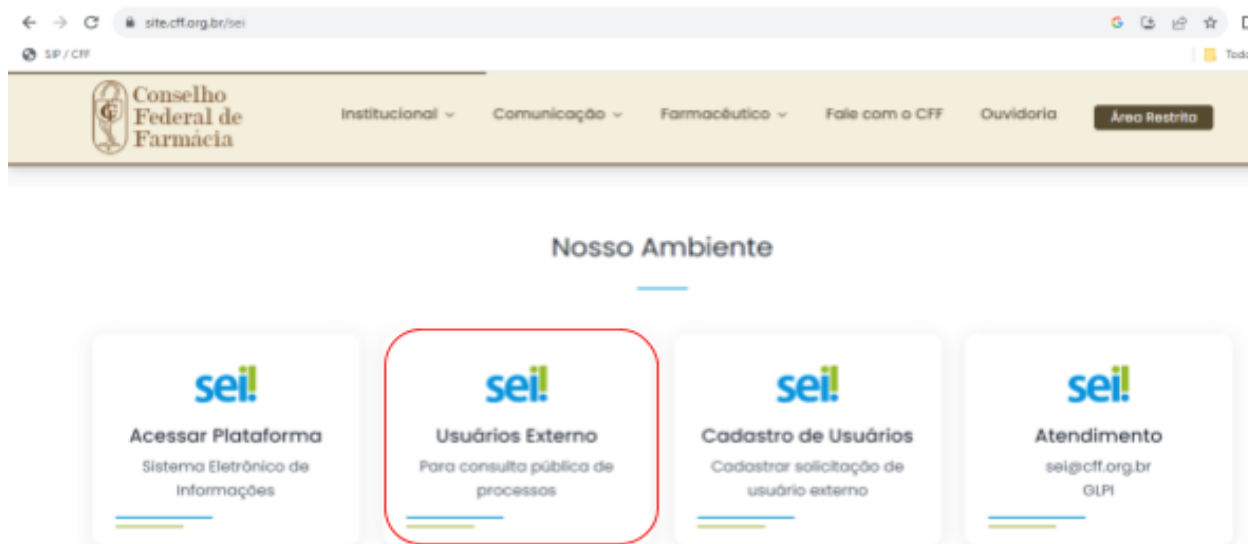 site.cff.org.br/sei
SIP / CFF
Conselho
Federal de
Farmácia
Institucional
Comunicação
Farmacêutico
Fale com o CFF
Ouvidoria
Área Restrita
Nosso Ambiente
sei!
Acessar Plataforma
Sistema Eletrônico de
Informações
sei!
Usuários Externo
Para consulta pública de
processos
sei!
Cadastro de Usuários
Cadastrar solicitação de
usuário externo
sei!
Atendimento
sei@cff.org.br
GLPI